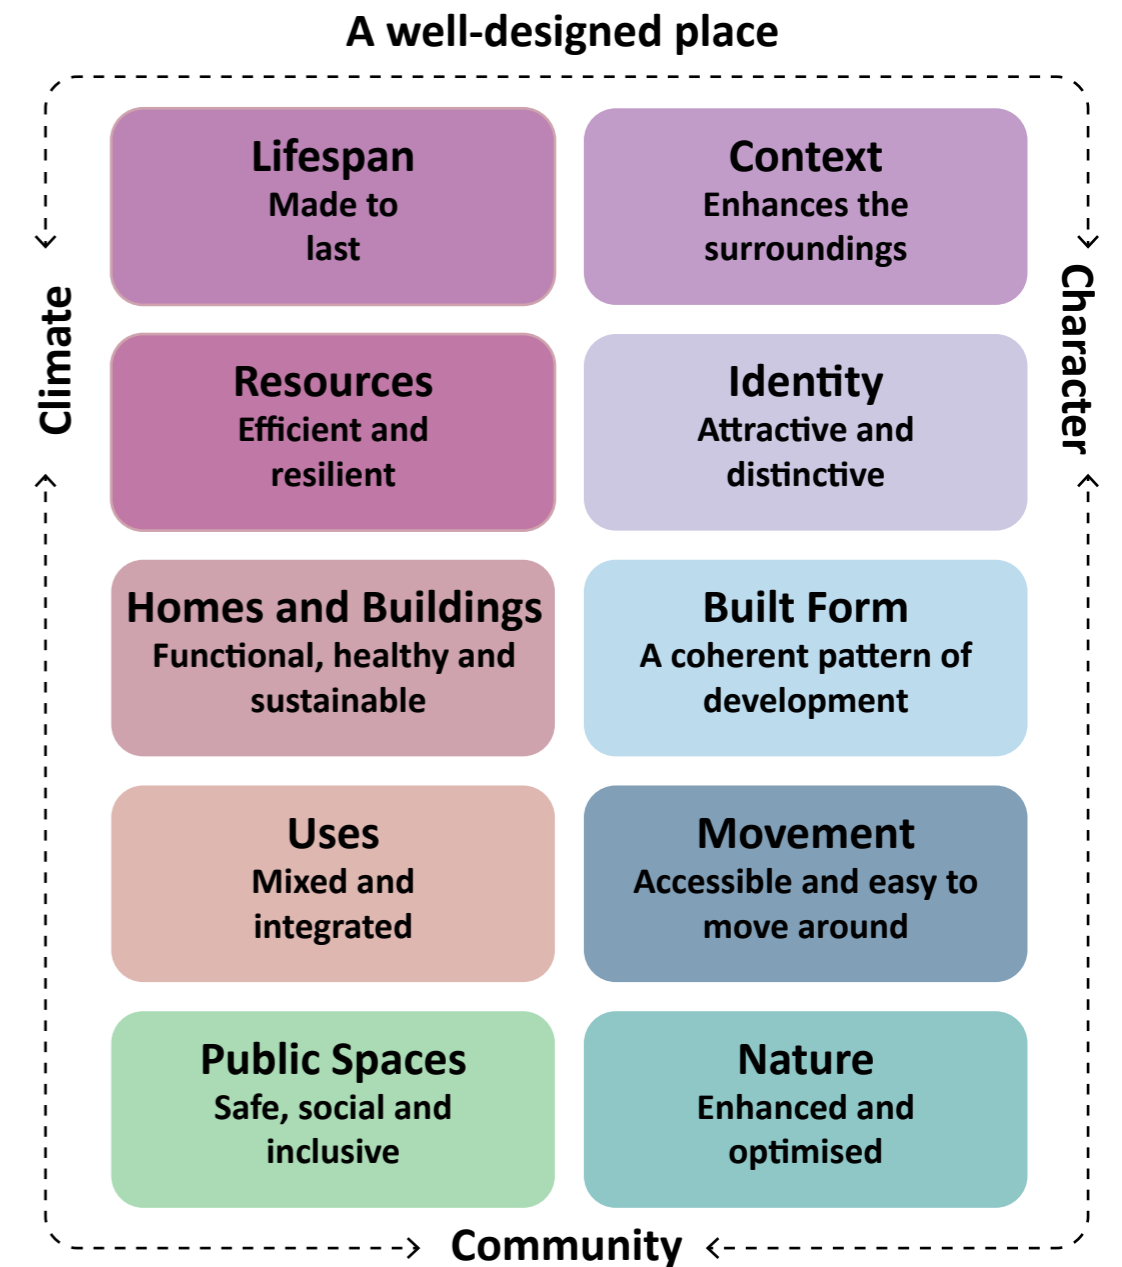 A well-designed place
Lifespan
Made to
last
Context
Enhances the
surroundings
Climate
Character
Resources
Efficient and
resilient
Identity
Attractive and
distinctive
Homes and Buildings
Functional, healthy and
sustainable
Built Form
A coherent pattern of
development
Uses
Mixed and
integrated
Movement
Accessible and easy to
move around
Public Spaces
Safe, social and
inclusive
Nature
Enhanced and
optimised
Community